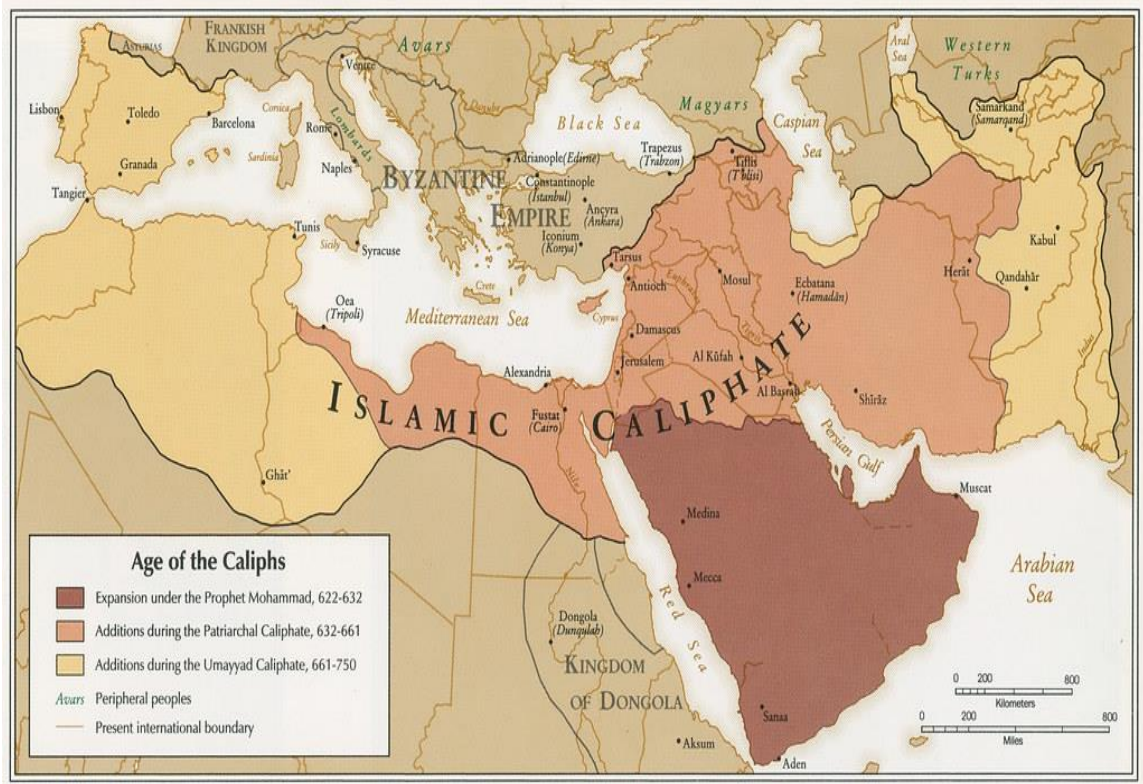 FRANKISH
KINGDOM
ASTURIAS
Avars
Aral
Sea
Western
Turks
Venice
Lisbon
Toledo
Barcelona
Corsica
Rome
Lombards
Danube
Black Sea
Magyars
Caspian
Sea
Samarkand
(Samarqand)
Granada
Sardinia
Naples
Adrianople (Edirne)
Trapezus
(Trabzon)
Tiflis
(T'bilisi)
Tangier
BYZANTINE
EMPIRE
Constantinople
(Istanbul)
Ancyra
(Ankara)
Iconium
(Konya)
Tunis
Sicily
Syracuse
Tarsus
Antioch
Euphrates
Mosul
Tigris
Ecbatana
(Hamadān)
Herāt
Kabul
Qandahār
Indus
Crete
Cyprus
Oea
(Tripoli)
Mediterranean Sea
Damascus
Jerusalem
Al Kūfah
Al Baṣrah
Shīrāz
Alexandria
Fustat
(Cairo)
ISLAMIC CALIPHATE
Persian Gulf
Ghāt'
Nile
Medina
Mecca
Muscat
Red Sea
Arabian
Sea
Dongola
(Dunqulah)
KINGDOM
OF DONGOLA
Sanaa
Aksum
Aden
Age of the Caliphs
Expansion under the Prophet Mohammad, 622-632
Additions during the Patriarchal Caliphate, 632-661
Additions during the Umayyad Caliphate, 661-750
Avars Peripheral peoples
Present international boundary
0 200 800
Kilometers
0 200 800
Miles